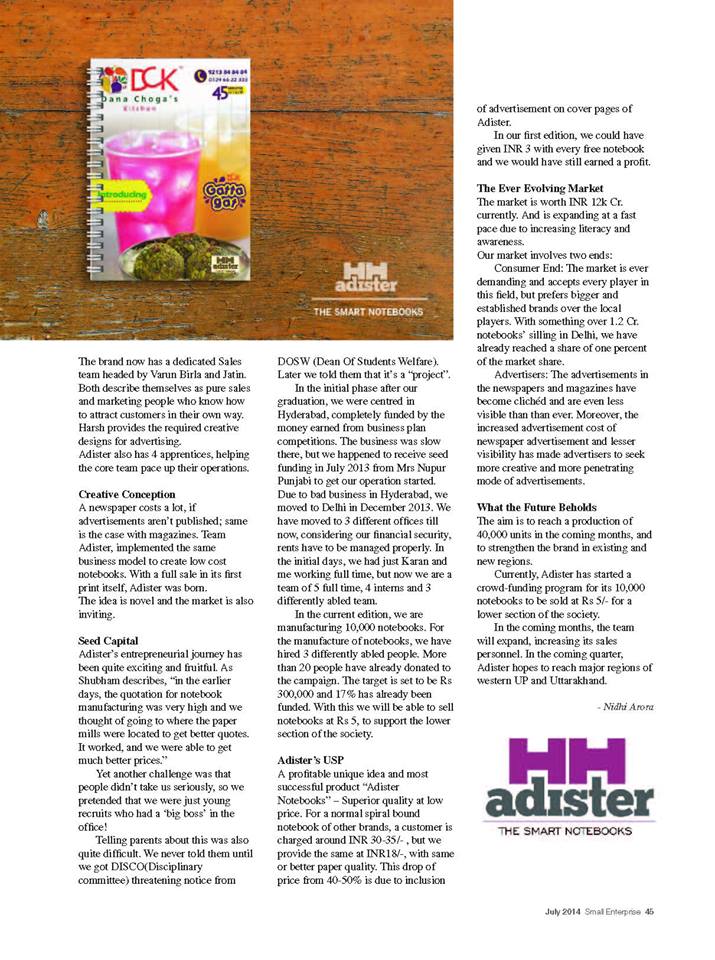 DCK
Dana Choga's
Kitchen
9213 84 84 84
0124 66 22 333
45
Introducing
Gatta
gat
adister
adister
THE SMART NOTEBOOKS
The brand now has a dedicated Sales
team headed by Varun Birla and Jatin.
Both describe themselves as pure sales
and marketing people who know how
to attract customers in their own way.
Harsh provides the required creative
designs for advertising.
Adister also has 4 apprentices, helping
the core team pace up their operations.
Creative Conception
A newspaper costs a lot, if
advertisements aren't published; same
is the case with magazines. Team
Adister, implemented the same
business model to create low cost
notebooks. With a full sale in its first
print itself, Adister was born.
The idea is novel and the market is also
inviting.
Seed Capital
Adister's entrepreneurial journey has
been quite exciting and fruitful. As
Shubham describes, "in the earlier
days, the quotation for notebook
manufacturing was very high and we
thought of going to where the paper
mills were located to get better quotes.
It worked, and we were able to get
much better prices."
Yet another challenge was that
people didn't take us seriously, so we
pretended that we were just young
recruits who had a 'big boss' in the
office!
Telling parents about this was also
quite difficult. We never told them until
we got DISCO(Disciplinary
committee) threatening notice from
DOSW (Dean Of Students Welfare).
Later we told them that it's a "project".
In the initial phase after our
graduation, we were centred in
Hyderabad, completely funded by the
money earned from business plan
competitions. The business was slow
there, but we happened to receive seed
funding in July 2013 from Mrs Nupur
Punjabi to get our operation started.
Due to bad business in Hyderabad, we
moved to Delhi in December 2013. We
have moved to 3 different offices till
now, considering our financial security,
rents have to be managed properly. In
the initial days, we had just Karan and
me working full time, but now we are a
team of 5 full time, 4 interns and 3
differently abled team.
In the current edition, we are
manufacturing 10,000 notebooks. For
the manufacture of notebooks, we have
hired 3 differently abled people. More
than 20 people have already donated to
the campaign. The target is set to be Rs
300,000 and 17% has already been
funded. With this we will be able to sell
notebooks at Rs 5, to support the lower
section of the society.
Adister's USP
A profitable unique idea and most
successful product "Adister
Notebooks" – Superior quality at low
price. For a normal spiral bound
notebook of other brands, a customer is
charged around INR 30-35/- , but we
provide the same at INR18/-, with same
or better paper quality. This drop of
price from 40-50% is due to inclusion
of advertisement on cover pages of
Adister.
In our first edition, we could have
given INR 3 with every free notebook
and we would have still earned a profit.
The Ever Evolving Market
The market is worth INR 12k Cr.
currently. And is expanding at a fast
pace due to increasing literacy and
awareness.
Our market involves two ends:
Consumer End: The market is ever
demanding and accepts every player in
this field, but prefers bigger and
established brands over the local
players. With something over 1.2 Cr.
notebooks' silling in Delhi, we have
already reached a share of one percent
of the market share.
Advertisers: The advertisements in
the newspapers and magazines have
become clichéd and are even less
visible than than ever. Moreover, the
increased advertisement cost of
newspaper advertisement and lesser
visibility has made advertisers to seek
more creative and more penetrating
mode of advertisements.
What the Future Beholds
The aim is to reach a production of
40,000 units in the coming months, and
to strengthen the brand in existing and
new regions.
Currently, Adister has started a
crowd-funding program for its 10,000
notebooks to be sold at Rs 5/- for a
lower section of the society.
In the coming months, the team
will expand, increasing its sales
personnel. In the coming quarter,
Adister hopes to reach major regions of
western UP and Uttarakhand.
- Nidhi Arora
adister
THE SMART NOTEBOOKS
July 2014 Small Enterprise 45